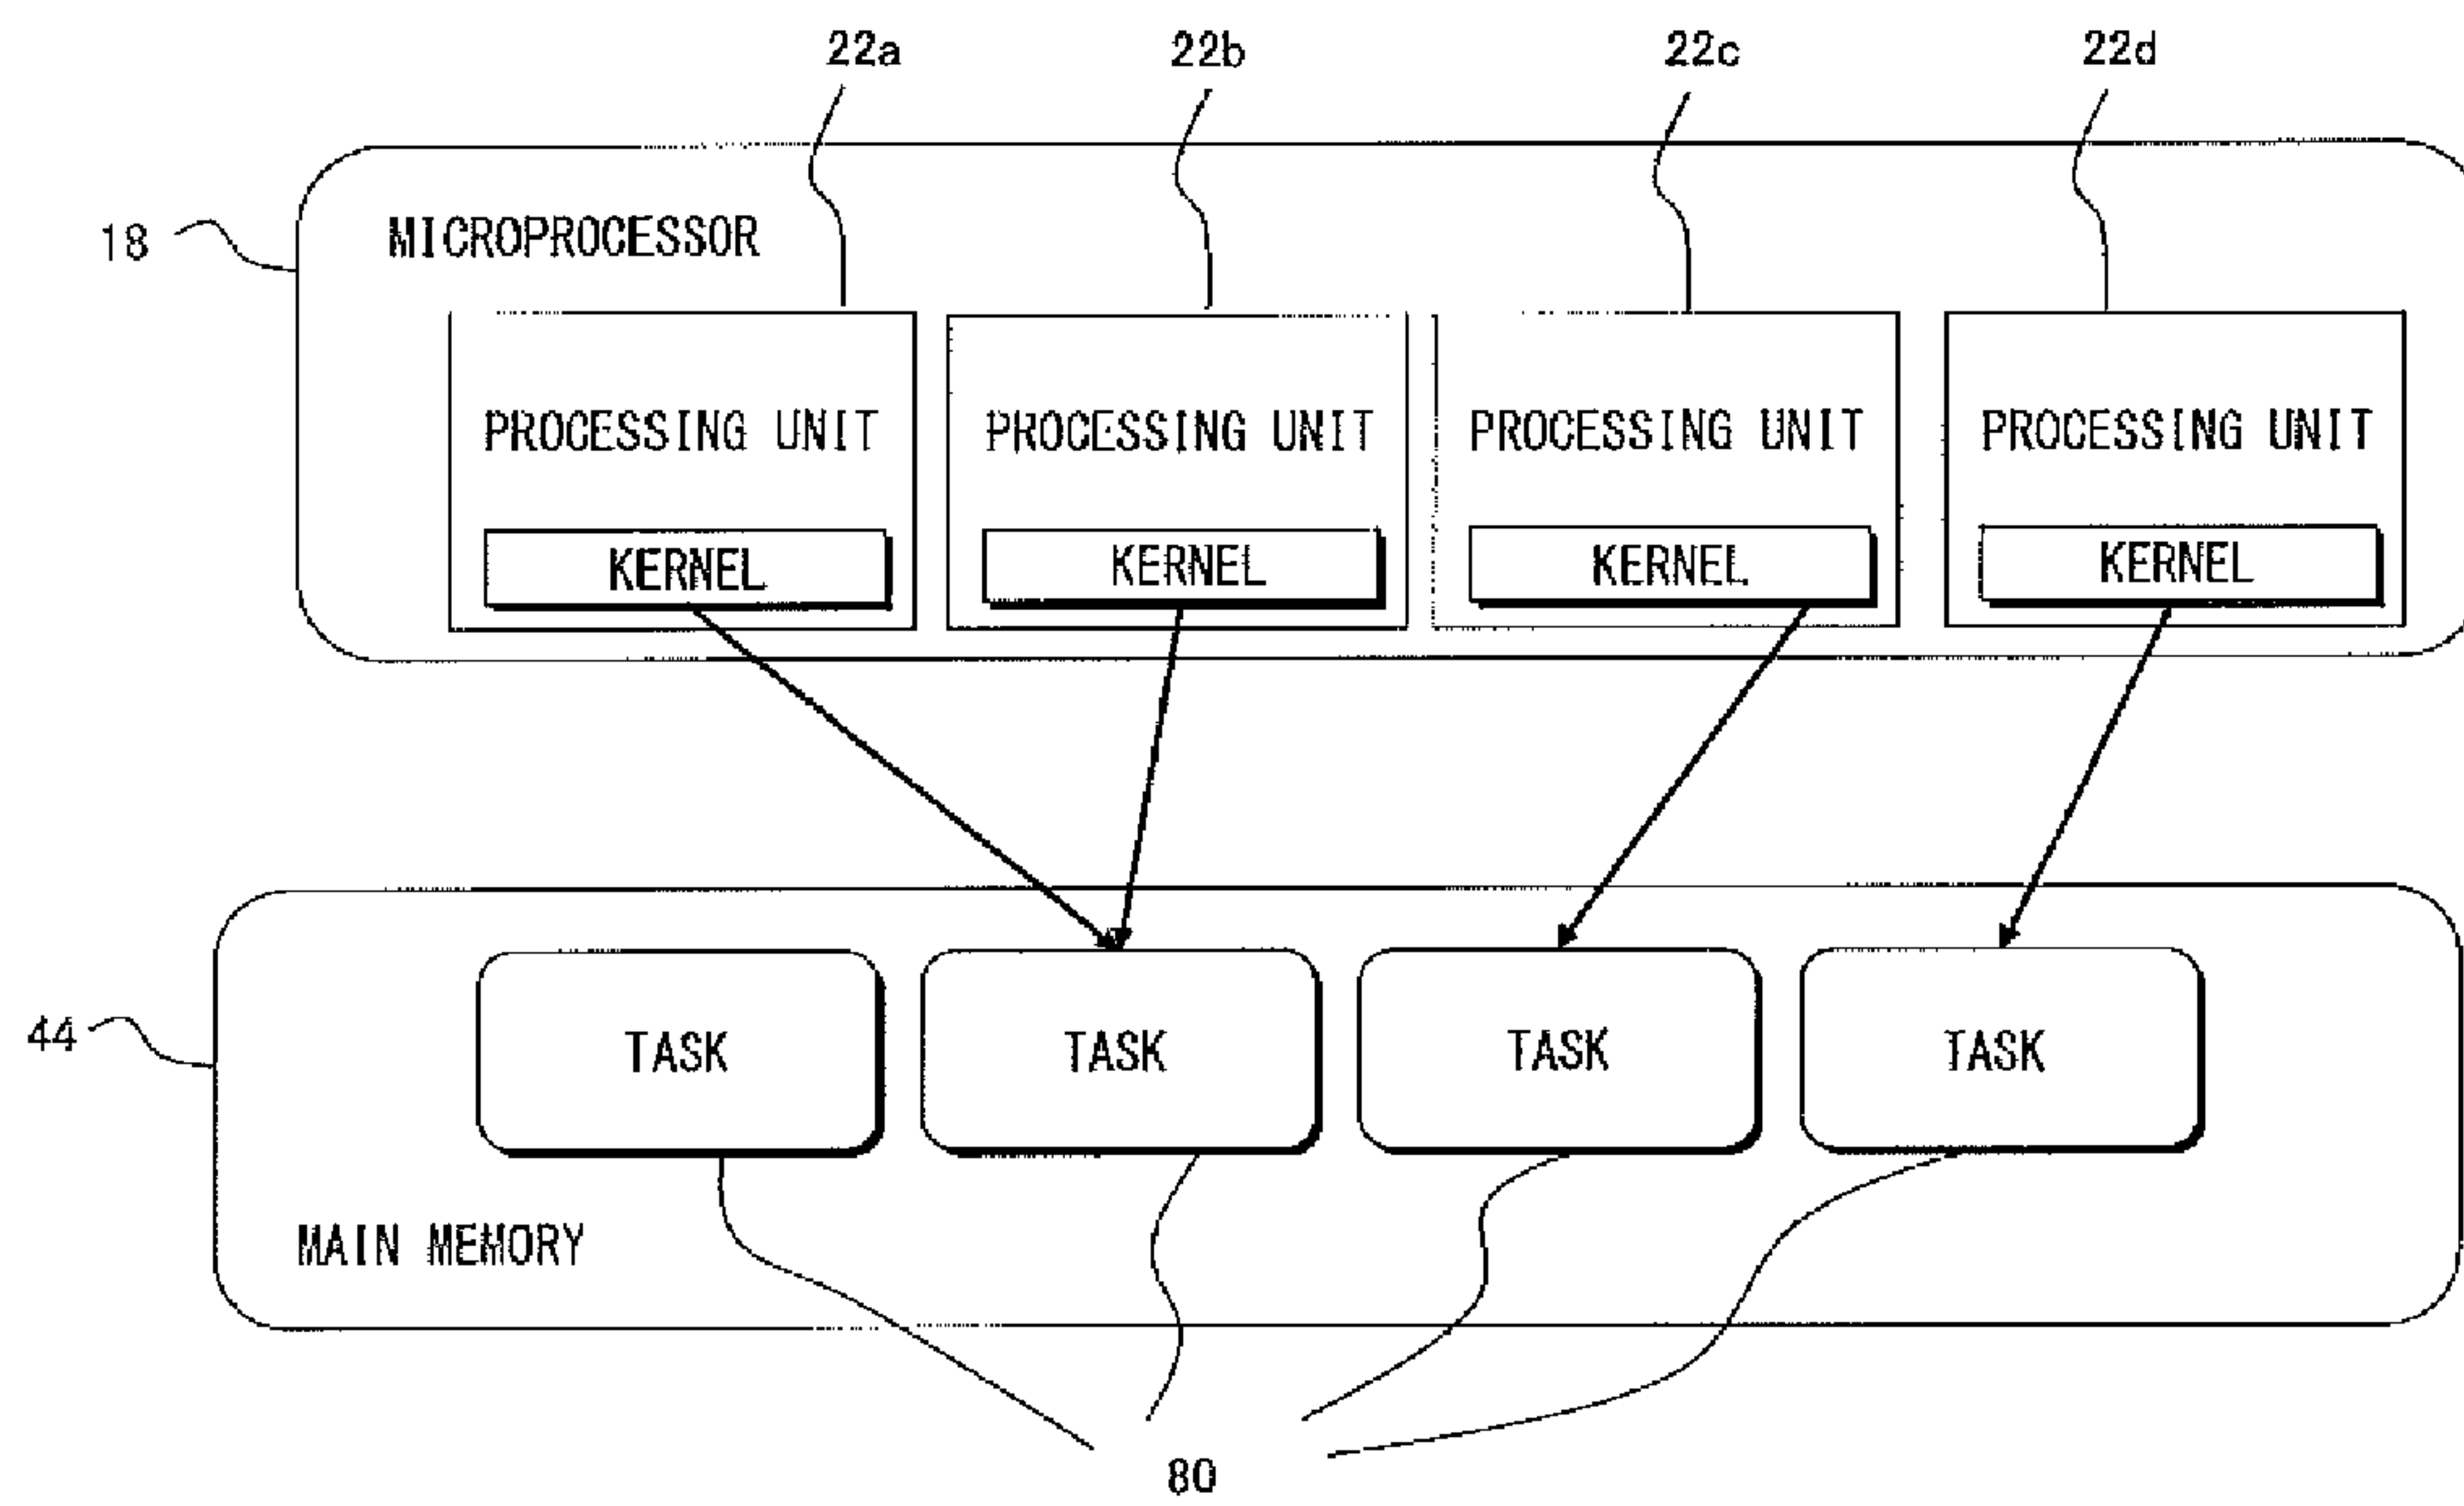 22a 22b 22c 22d
18 MICROPROCESSOR
PROCESSING UNIT PROCESSING UNIT PROCESSING UNIT PROCESSING UNIT
KERNEL KERNEL KERNEL KERNEL
44 TASK TASK TASK TASK
MAIN MEMORY
80